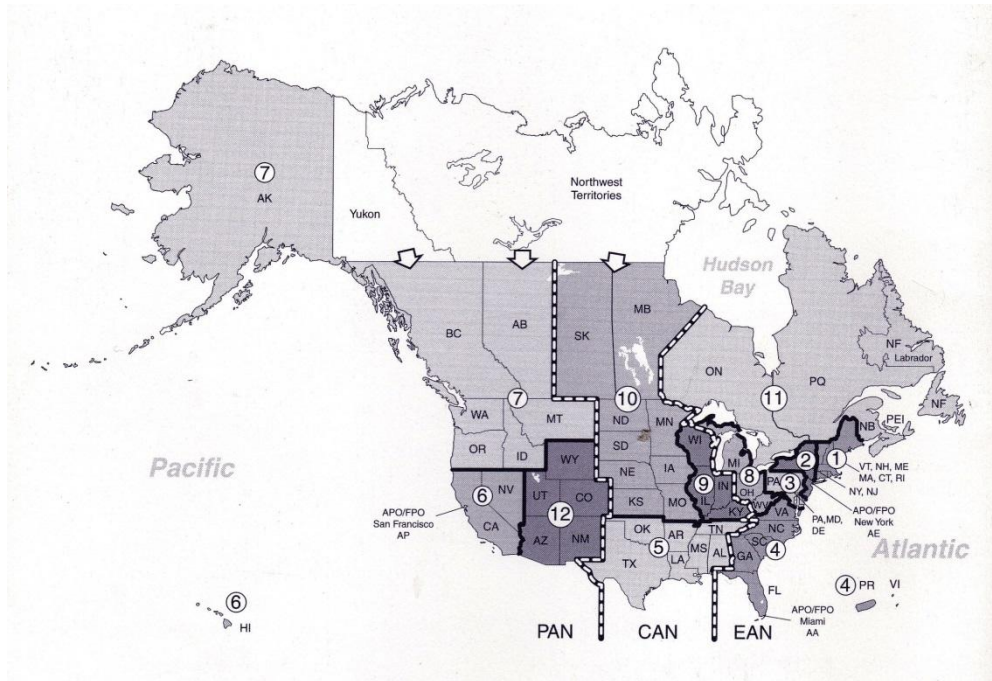 7
AK
Yukon
Northwest
Territories
Hudson
Bay
BC
AB
SK
MB
ON
PQ
NF
Labrador
NF
PEI
NB
WA
7
MT
OR
ID
10
ND
MN
SD
11
WI
MI
2
1
VT, NH, ME
MA, CT, RI
NY, NJ
Pacific
WY
NE
IA
9
IN
8
OH
PA
3
6
NV
UT
CO
12
KS
MO
IL
KY
WV
VA
PA,MD,
DE
APO/FPO
New York
AE
APO/FPO
San Francisco
AP
CA
AZ
NM
OK
AR
TN
NC
SC
4
Atlantic
TX
5
LA
MS
AL
GA
FL
4
PR
VI
6
HI
APO/FPO
Miami
AA
PAN
CAN
EAN